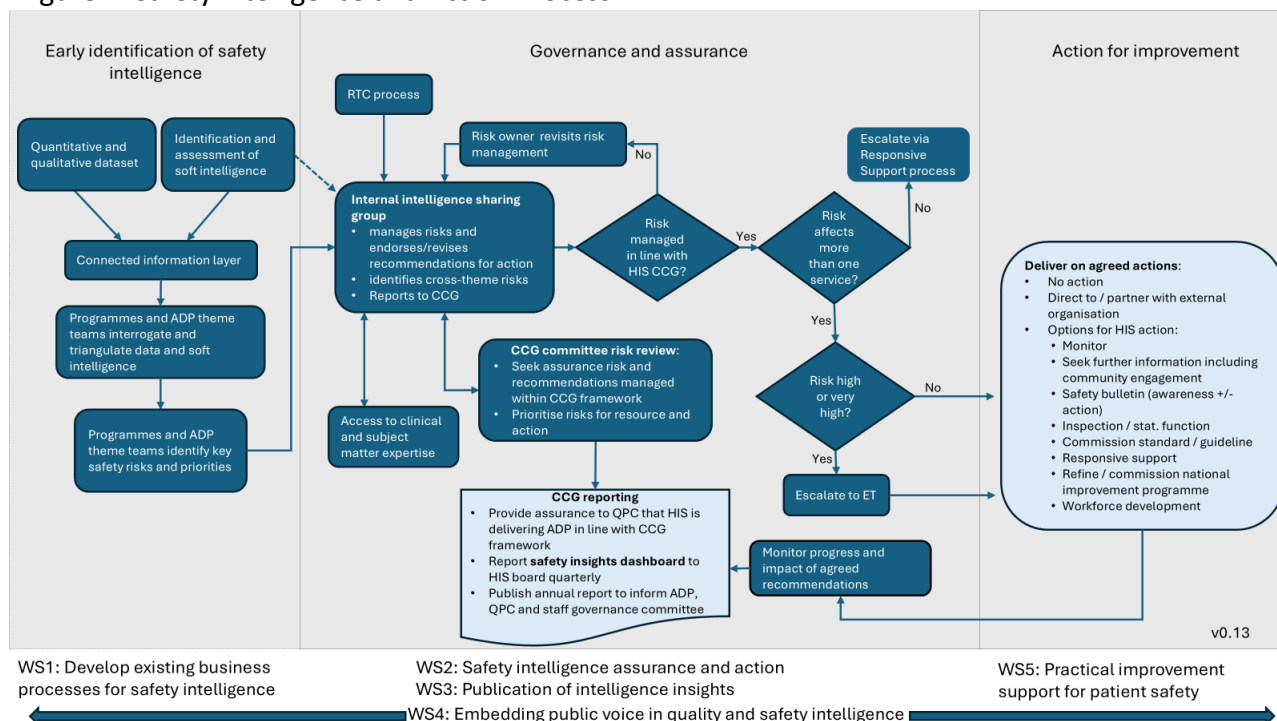 Early identification of safety
intelligence
Governance and assurance
Action for improvement
Quantitative and
qualitative dataset
Identification and
assessment of
soft intelligence
Connected information layer
Programmes and ADP theme
teams interrogate and
triangulate data and soft
intelligence
Programmes and ADP
theme teams identify key
safety risks and priorities
RTC process
Risk owner revisits risk
management
No
Internal intelligence sharing
group
• manages risks and
endorses/revises
recommendations for action
• identifies cross-theme risks
• Reports to CCG
Risk
managed
in line with
HIS CCG?
Yes
Risk
affects
more
than one
service?
No
Escalate via
Responsive
Support process
Yes
Risk high
or very
high?
No
Yes
Escalate to ET
Access to clinical
and subject
matter expertise
CCG committee risk review:
• Seek assurance risk and
recommendations managed
within CCG framework
• Prioritise risks for resource and
action
CCG reporting
• Provide assurance to QPC that HIS is
delivering ADP in line with CCG
framework
• Report safety insights dashboard to
HIS board quarterly
• Publish annual report to inform ADP,
QPC and staff governance committee
Monitor progress and
impact of agreed
recommendations
Deliver on agreed actions:
• No action
• Direct to / partner with external
organisation
• Options for HIS action:
• Monitor
• Seek further information including
community engagement
• Safety bulletin (awareness +/-
action)
• Inspection / stat. function
• Commission standard / guideline
• Responsive support
• Refine / commission national
improvement programme
• Workforce development
v0.13
WS1: Develop existing business
processes for safety intelligence
WS2: Safety intelligence assurance and action
WS3: Publication of intelligence insights
WS5: Practical improvement
support for patient safety
WS4: Embedding public voice in quality and safety intelligence